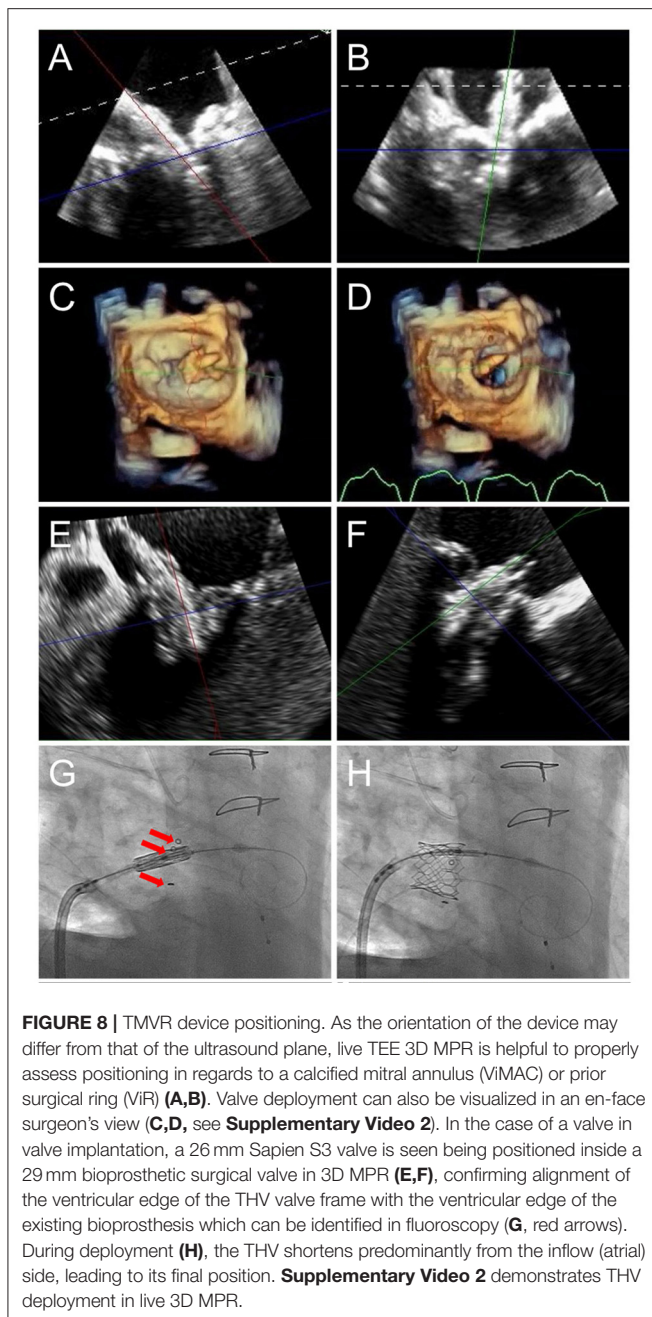 A
B
C
D
E
F
G
H
FIGURE 8 | TMVR device positioning. As the orientation of the device may
differ from that of the ultrasound plane, live TEE 3D MPR is helpful to properly
assess positioning in regards to a calcified mitral annulus (ViMAC) or prior
surgical ring (ViR) (A,B). Valve deployment can also be visualized in an en-face
surgeon's view (C,D, see Supplementary Video 2). In the case of a valve in
valve implantation, a 26 mm Sapien S3 valve is seen being positioned inside a
29 mm bioprosthetic surgical valve in 3D MPR (E,F), confirming alignment of
the ventricular edge of the THV valve frame with the ventricular edge of the
existing bioprosthesis which can be identified in fluoroscopy (G, red arrows).
During deployment (H), the THV shortens predominantly from the inflow (atrial)
side, leading to its final position. Supplementary Video 2 demonstrates THV
deployment in live 3D MPR.